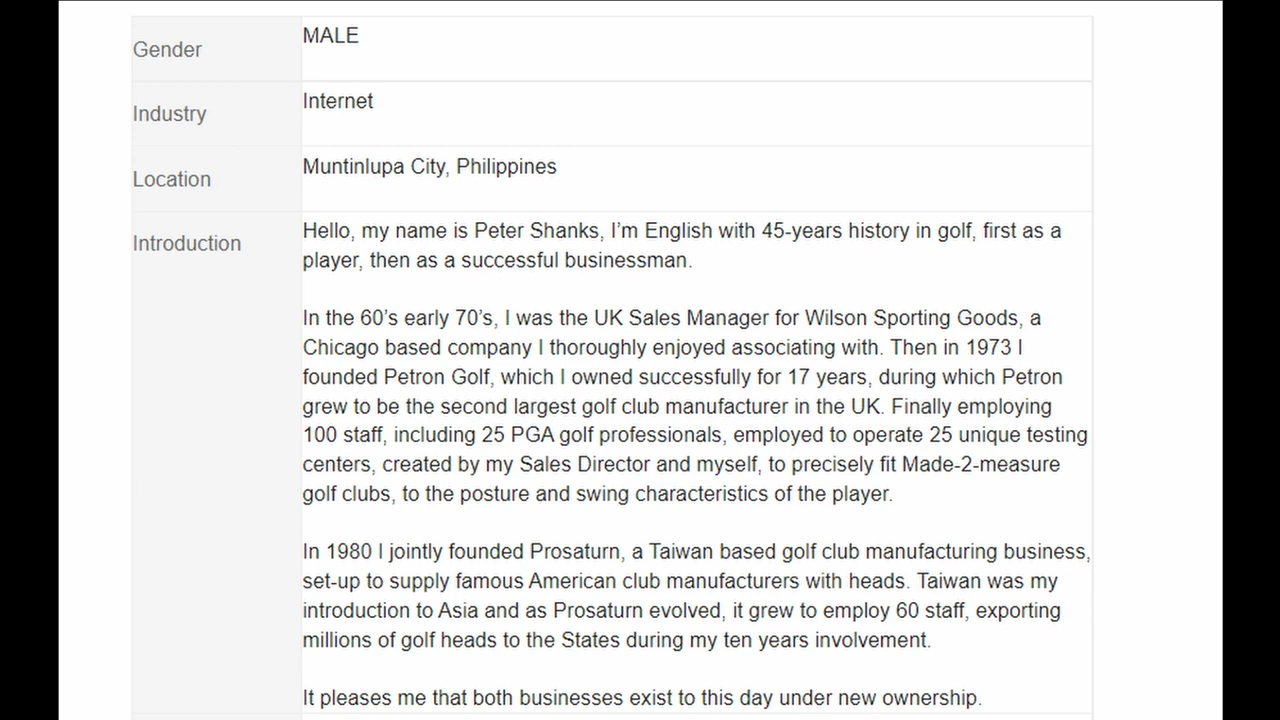 Gender
MALE
Industry
Internet
Location
Muntinlupa City, Philippines
Introduction
Hello, my name is Peter Shanks, I’m English with 45-years history in golf, first as a
player, then as a successful businessman.
In the 60’s early 70’s, I was the UK Sales Manager for Wilson Sporting Goods, a
Chicago based company I thoroughly enjoyed associating with. Then in 1973 I
founded Petron Golf, which I owned successfully for 17 years, during which Petron
grew to be the second largest golf club manufacturer in the UK. Finally employing
100 staff, including 25 PGA golf professionals, employed to operate 25 unique testing
centers, created by my Sales Director and myself, to precisely fit Made-2-measure
golf clubs, to the posture and swing characteristics of the player.
In 1980 I jointly founded Prosaturn, a Taiwan based golf club manufacturing business,
set-up to supply famous American club manufacturers with heads. Taiwan was my
introduction to Asia and as Prosaturn evolved, it grew to employ 60 staff, exporting
millions of golf heads to the States during my ten years involvement.
It pleases me that both businesses exist to this day under new ownership.